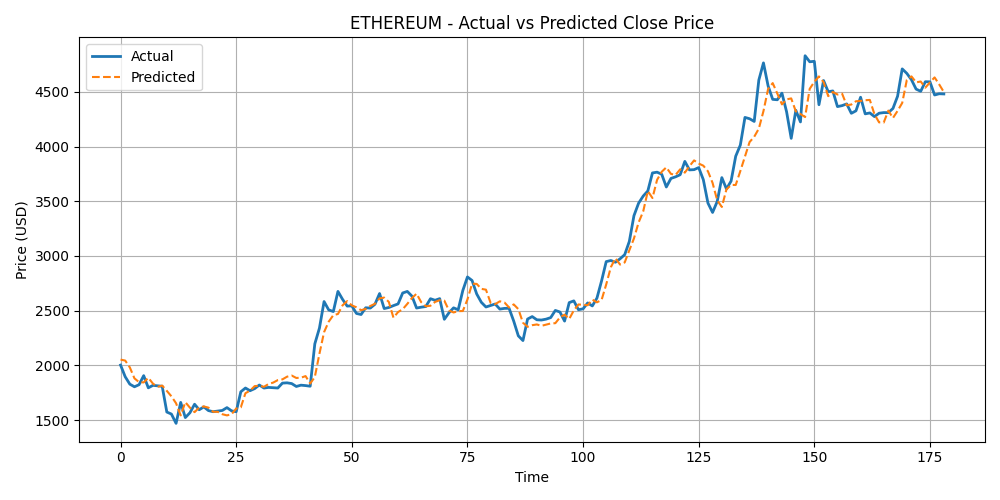 ETHEREUM - Actual vs Predicted Close Price
Actual
Predicted
Price (USD)
4500
4000
3500
3000
2500
2000
1500
0 25 50 75 100 125 150 175
Time